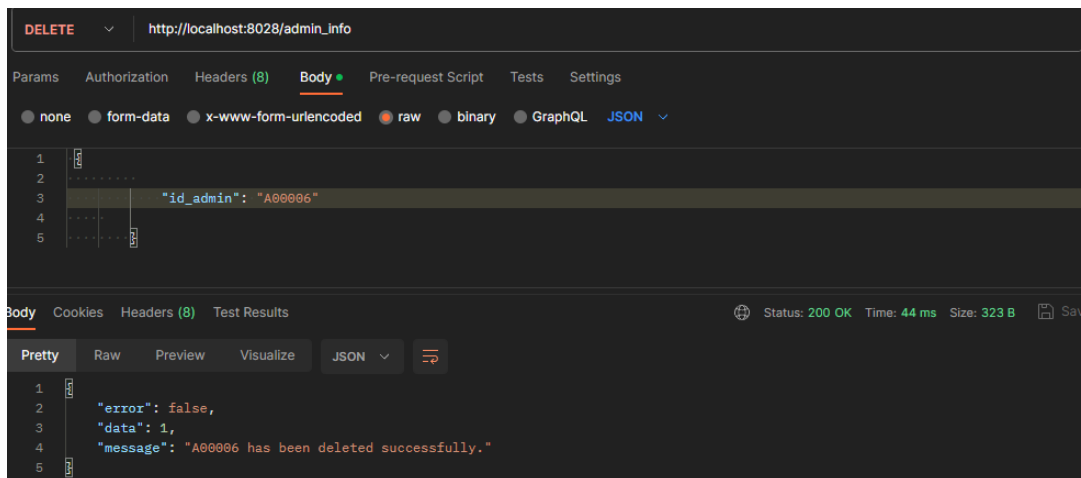 DELETE http://localhost:8028/admin_info
Params Authorization Headers (8) Body Pre-request Script Tests Settings
none form-data x-www-form-urlencoded raw binary GraphQL JSON
1 {
2
3 "id_admin": "A00006"
4
5 }
Body Cookies Headers (8) Test Results Status: 200 OK Time: 44 ms Size: 323 B
Pretty Raw Preview Visualize JSON
1 {
2 "error": false,
3 "data": 1,
4 "message": "A00006 has been deleted successfully."
5 }